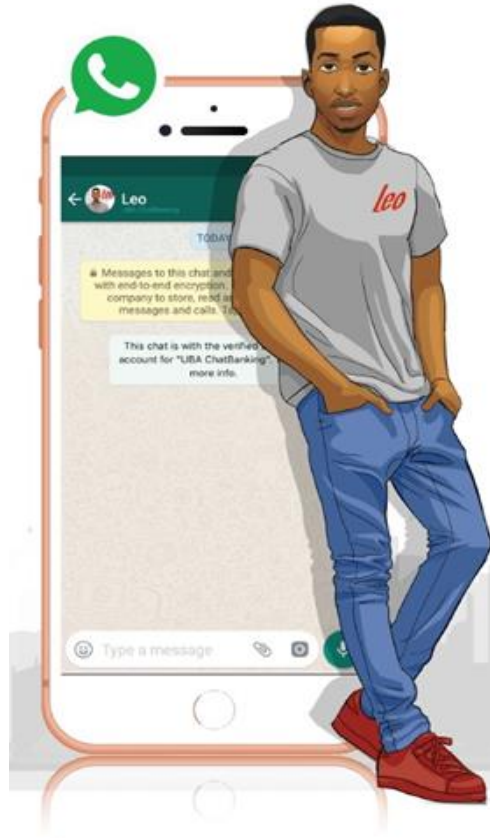 Leo
Leo
TODAY
Messages to this chat and
with end-to-end encryption.
company to store, read
messages and calls.
This chat is with the verified
account for "UBA ChatBanking".
more info.
Type a message